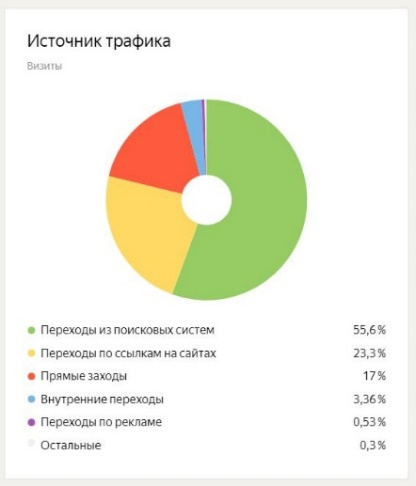 Источник трафика
Визиты
Переходы из поисковых систем 55,6%
Переходы по ссылкам на сайтах 23,3%
Прямые заходы 17%
Внутренние переходы 3,36%
Переходы по рекламе 0,53%
Остальные 0,3%